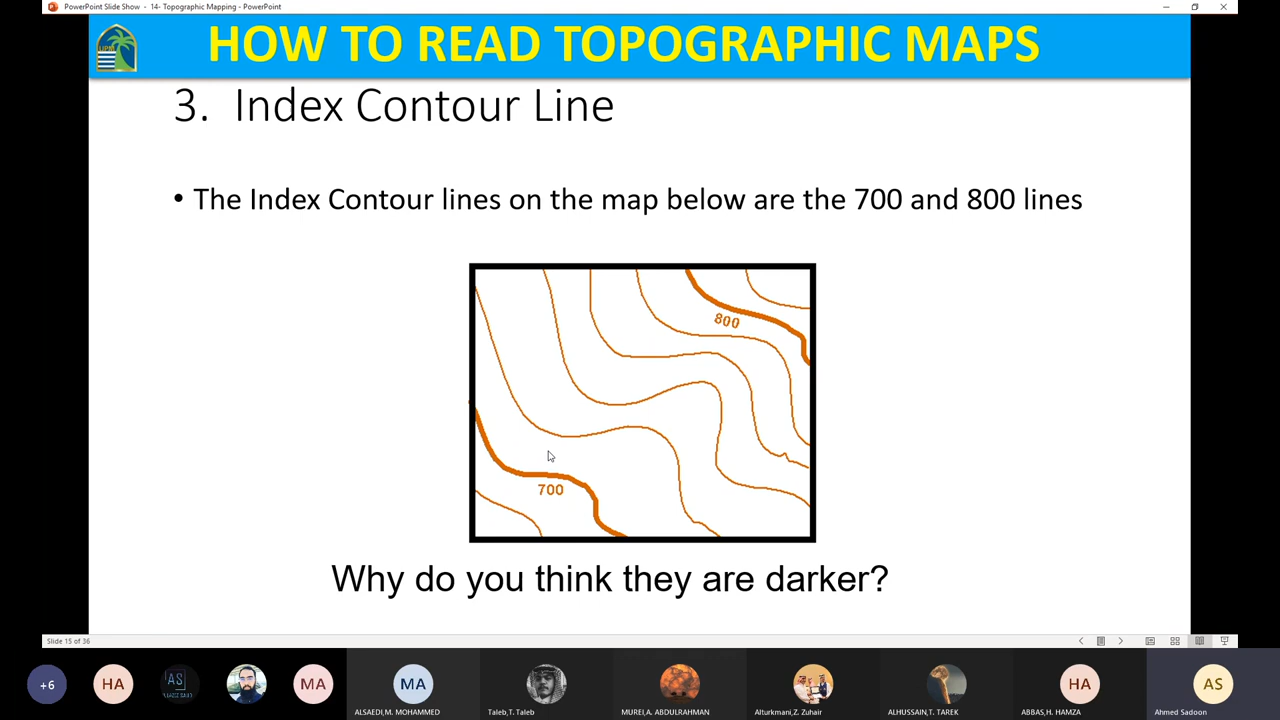 PowerPoint Slide Show - 14- Topographic Mapping - PowerPoint
HOW TO READ TOPOGRAPHIC MAPS
3. Index Contour Line
• The Index Contour lines on the map below are the 700 and 800 lines
800
700
Why do you think they are darker?
Slide 15 of 36
+6
HA
AS
MA
MA
HA
AS
ALSAEDI,M. MOHAMMED
Taleb,T. Taleb
MUREI,A. ABDULRAHMAN
Alturkmani,Z. Zuhair
ALHUSSAIN,T. TAREK
ABBAS,H. HAMZA
Ahmed Sadoon